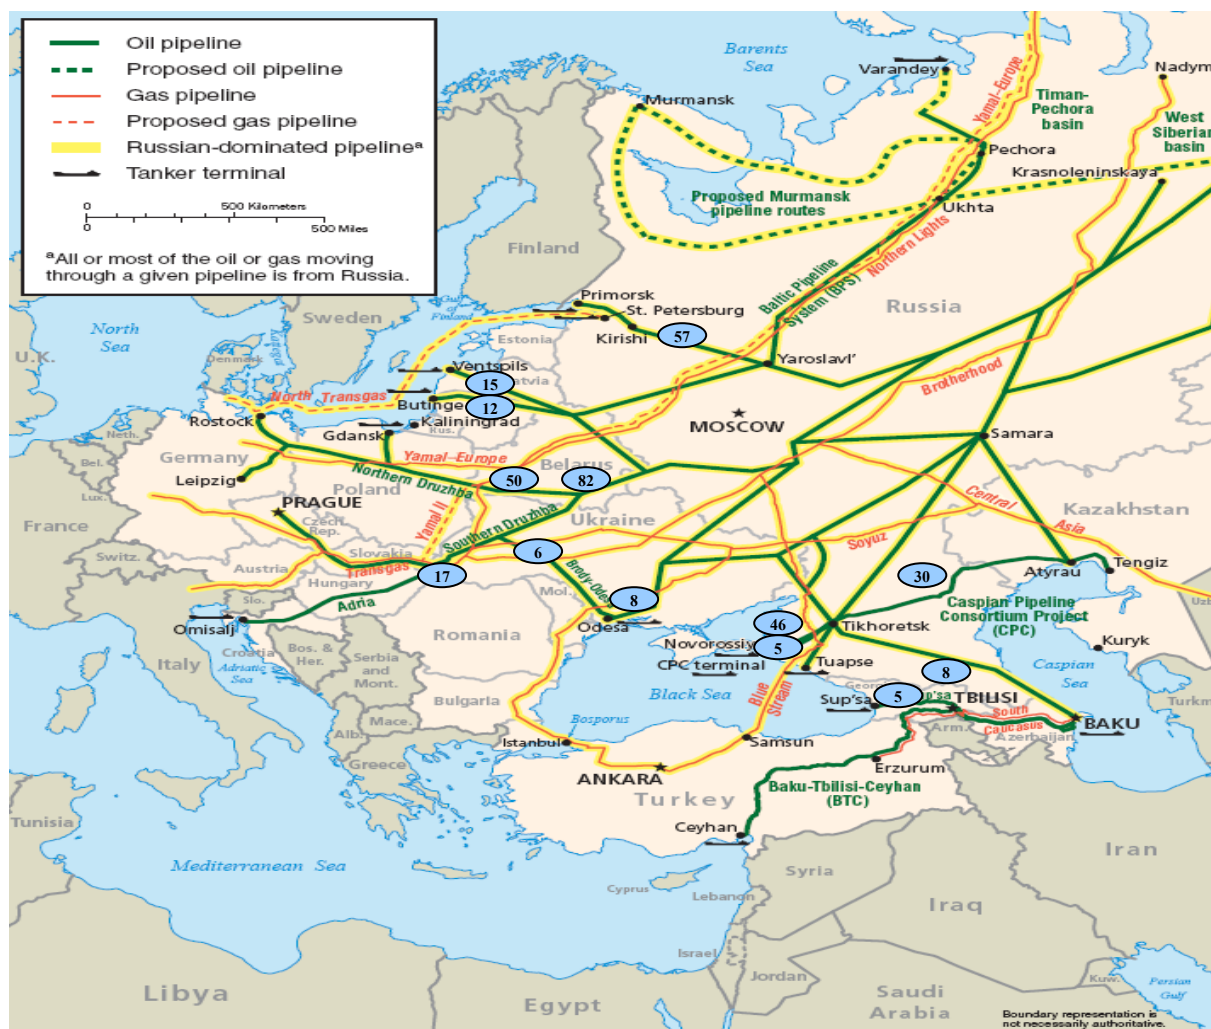 Oil pipeline
Proposed oil pipeline
Gas pipeline
Proposed gas pipeline
Russian-dominated pipelineᵃ
Tanker terminal
0 500 Kilometers
0 500 Miles
ᵃAll or most of the oil or gas moving
through a given pipeline is from Russia.
Barents
Sea
Varandey
Nadym
Murmansk
Yamal–Europe
Timan-
Pechora
basin
West
Siberian
basin
Pechora
Krasnoleninskaya
Proposed Murmansk
pipeline routes
Ukhta
Finland
Northern Lights
Baltic Pipeline
System (BPS)
Russia
Sweden
North
Sea
U.K.
Gulf
of
Finland
Primorsk
St. Petersburg
Kirishi
57
Estonia
Yaroslavl'
Denmark
Ventspils
15
Latvia
Brotherhood
North Transgas
Butinge
12
Kaliningrad
Rus.
Rostock
Gdansk
MOSCOW
Samara
Neth.
Germany
Yamal–Europe
Belarus
Bel.
Leipzig
Northern Druzhba
50
82
Lux.
Poland
PRAGUE
Yamal II
Central
Asia
Kazakhstan
France
Czech
Rep.
Southern Druzhba
Ukraine
Soyuz
Switz.
Slovakia
6
Austria
Transgas
17
Brody-Odesa
30
Atyrau
Tengiz
Hungary
Mol.
Slo.
Adria
8
Caspian Pipeline
Consortium Project
(CPC)
Omisalj
Odesa
46
Tikhoretsk
Romania
Novorossiy
5
Kuryk
Croatia
Italy
Adriatic
Sea
Bos. &
Her.
Serbia
and
Mont.
CPC terminal
Tuapse
8
Caspian
Sea
Black Sea
Blue
Stream
Sup'sa
5
TBILISI
Bulgaria
South
Caucasus
BAKU
Mace.
Bosporus
Arm.
Azerbaijan
Alb.
Istanbul
Samsun
Greece
ANKARA
Erzurum
Turkey
Baku-Tbilisi-Ceyhan
(BTC)
Tunisia
Ceyhan
Iran
Mediterranean Sea
Syria
Cyprus
Lebanon
Iraq
Israel
Jordan
Kuw.
Persian
Gulf
Libya
Egypt
Saudi
Arabia
Boundary representation is
not necessarily authoritative.